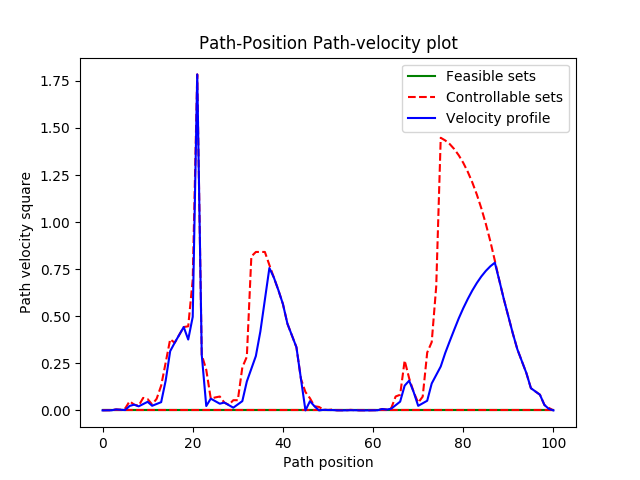 Path-Position Path-velocity plot
Feasible sets
Controllable sets
Velocity profile
Path velocity square
1.75
1.50
1.25
1.00
0.75
0.50
0.25
0.00
0 20 40 60 80 100
Path position